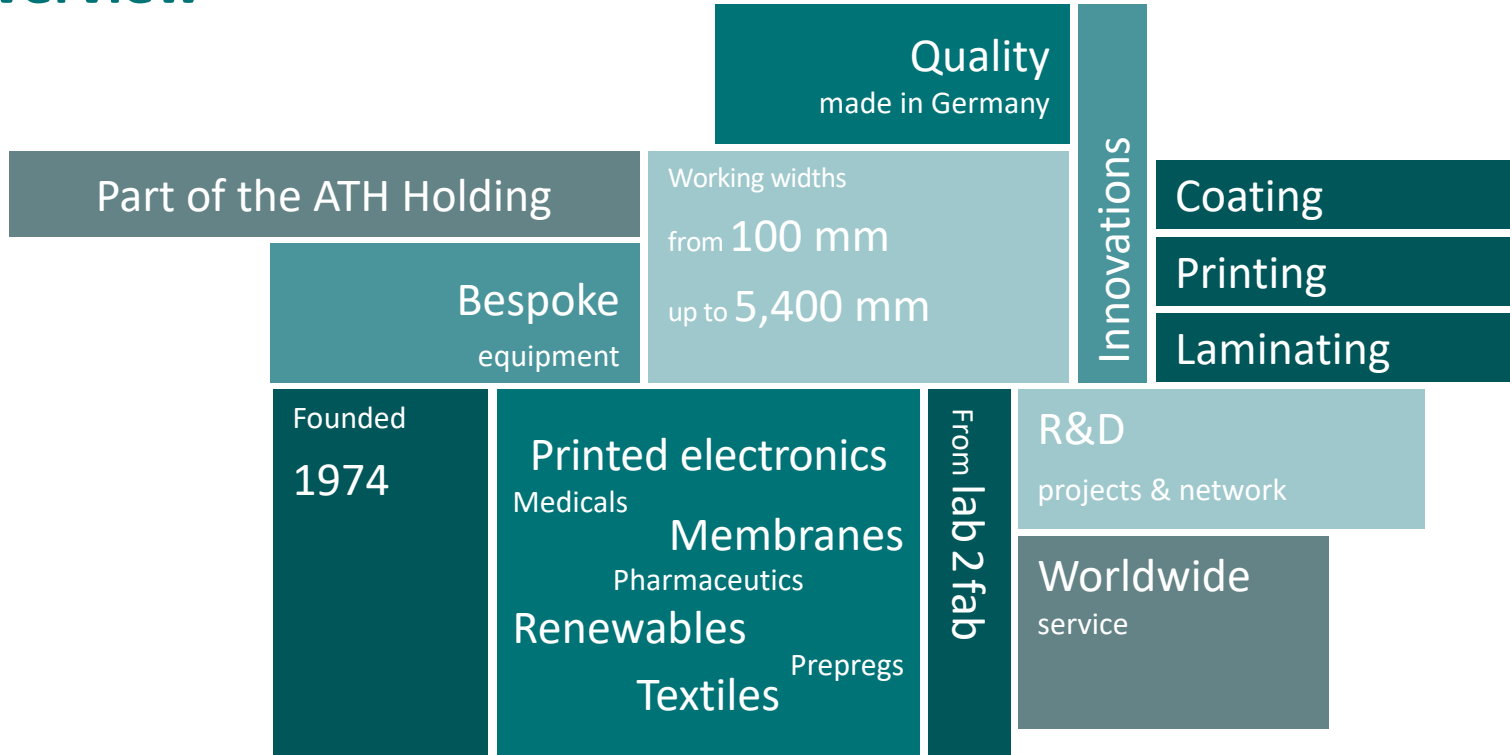 Quality
made in Germany
Innovations
Part of the ATH Holding
Working widths
from 100 mm
up to 5,400 mm
Coating
Printing
Laminating
Bespoke
equipment
Founded
1974
Printed electronics
Medicals
Membranes
Pharmaceutics
Renewables
Prepregs
Textiles
From lab 2 fab
R&D
projects & network
Worldwide
service